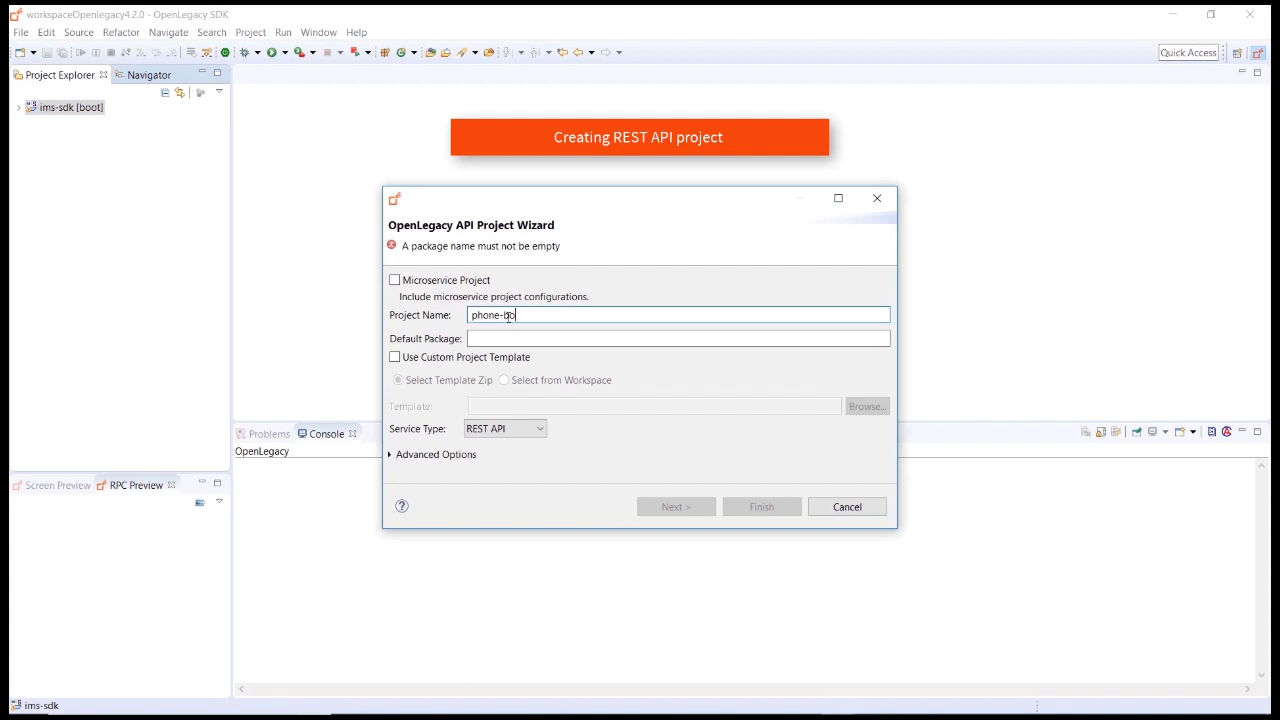 workspaceOpenlegacy4.2.0 - OpenLegacy SDK
File Edit Source Refactor Navigate Search Project Run Window Help
Quick Access
Project Explorer Navigator
ims-sdk [boot]
Creating REST API project
OpenLegacy API Project Wizard
A package name must not be empty
Microservice Project
Include microservice project configurations.
Project Name: phone-bo
Default Package:
Use Custom Project Template
Select Template Zip Select from Workspace
Template: Browse...
Service Type: REST API
Advanced Options
Next > Finish Cancel
Problems Console
OpenLegacy
Screen Preview RPC Preview
ims-sdk